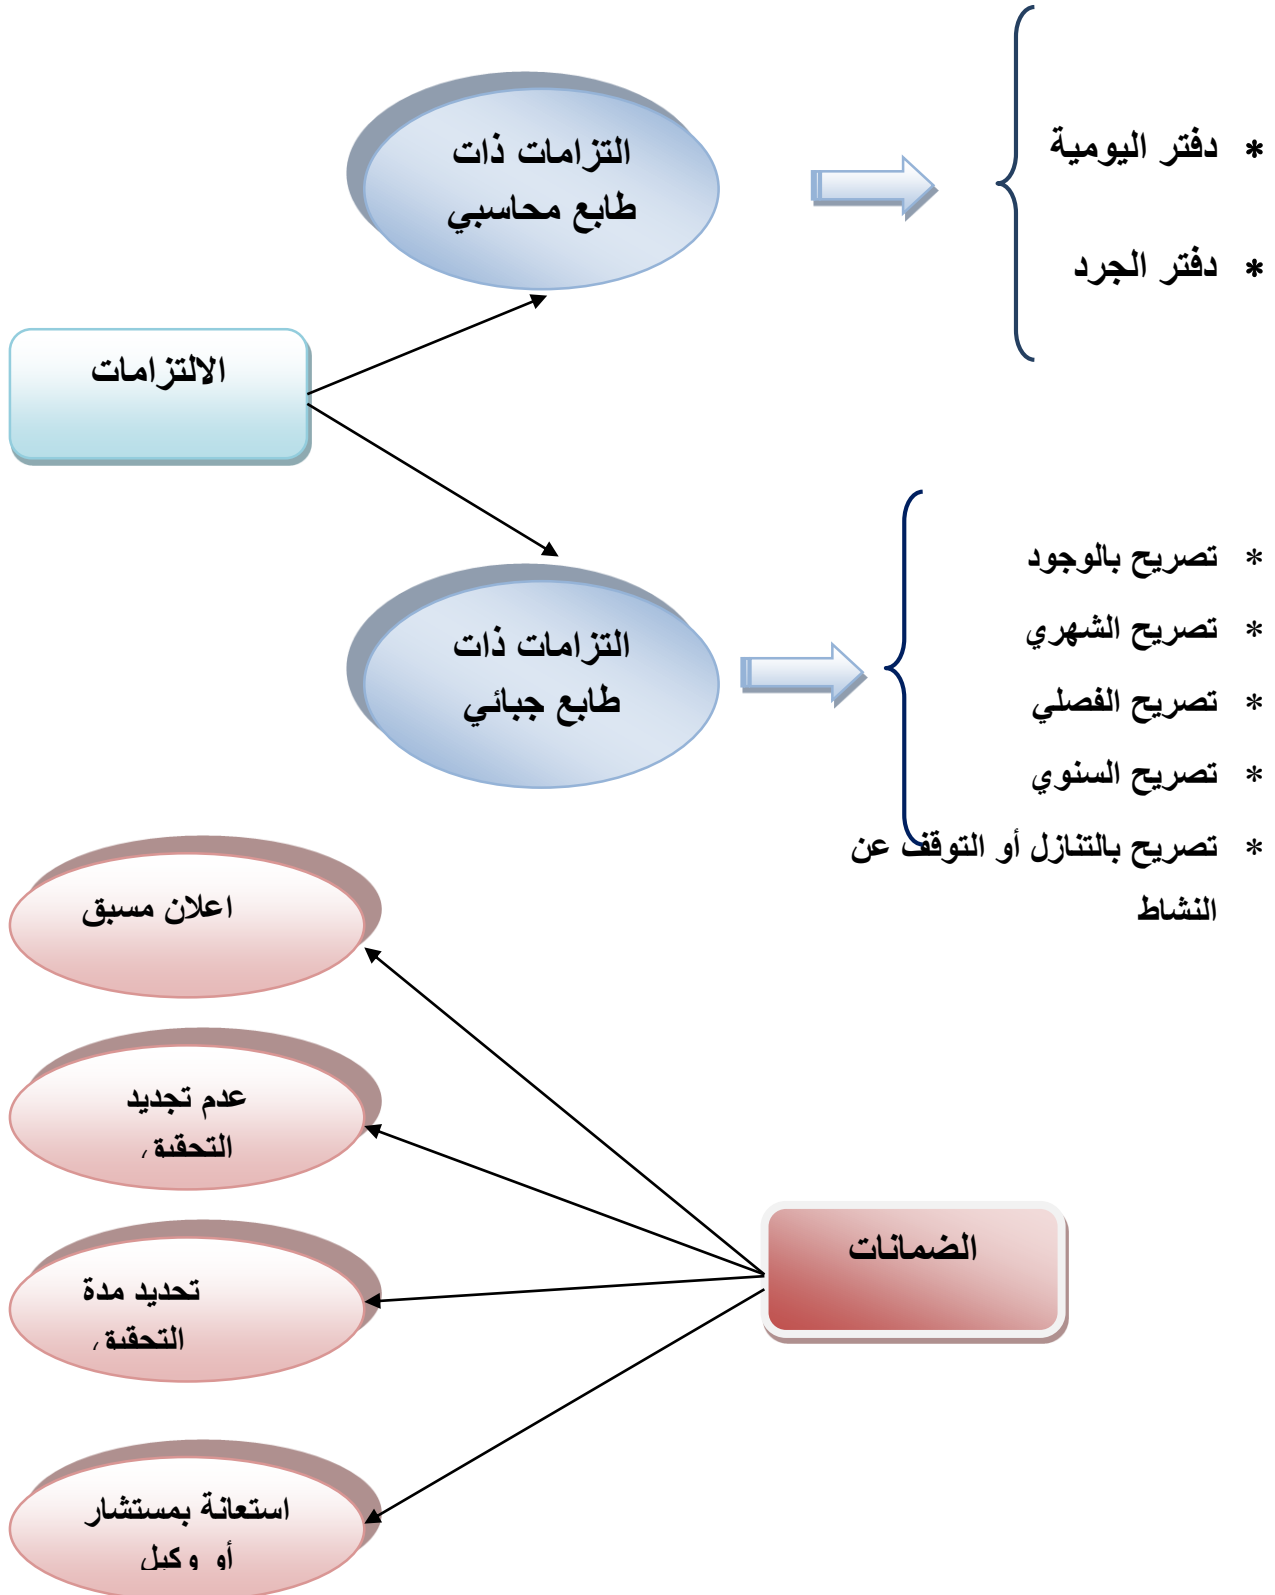 التزامات ذات
طابع محاسبي
* دفتر اليومية
* دفتر الجرد
الالتزامات
التزامات ذات
طابع جبائي
* تصريح بالوجود
* تصريح الشهري
* تصريح الفصلي
* تصريح السنوي
* تصريح بالتنازل أو التوقف عن
النشاط
اعلان مسبق
عدم تجديد
التحقيق
تحديد مدة
التحقيق
الضمانات
استعانة بمستشار
أو وكيل